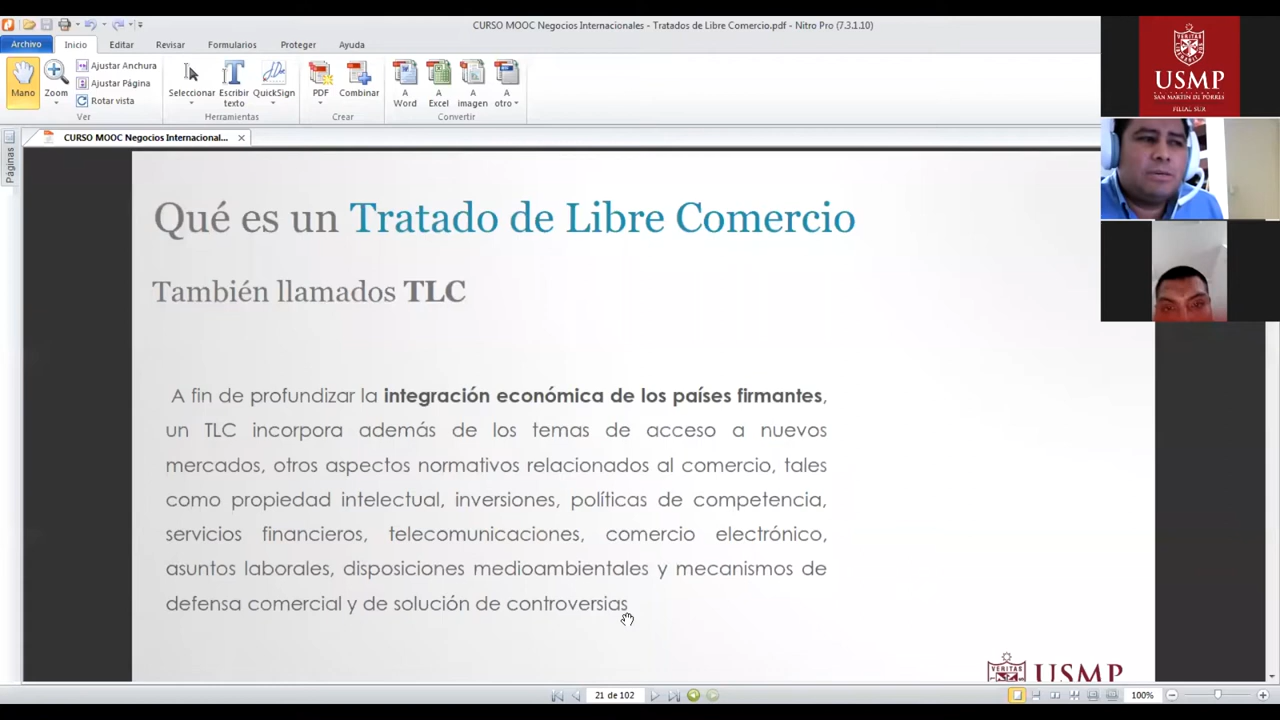 CURSO MOOC Negocios Internacionales - Tratados de Libre Comercio.pdf - Nitro Pro (7.3.1.10)
Archivo Inicio Editar Revisar Formularios Proteger Ayuda
Mano
Zoom
Ajustar Anchura
Ajustar Página
Rotar vista
Seleccionar
Escribir texto
QuickSign
PDF
Combinar
A Word
A Excel
A imagen
A otro
Ver Herramientas Crear Convertir
CURSO MOOC Negocios Internacional...
Páginas
Qué es un Tratado de Libre Comercio
También llamados TLC
A fin de profundizar la integración económica de los países firmantes,
un TLC incorpora además de los temas de acceso a nuevos
mercados, otros aspectos normativos relacionados al comercio, tales
como propiedad intelectual, inversiones, políticas de competencia,
servicios financieros, telecomunicaciones, comercio electrónico,
asuntos laborales, disposiciones medioambientales y mecanismos de
defensa comercial y de solución de controversias
USMP
21 de 102
100%
VERITAS
USMP
UNIVERSIDAD DE
SAN MARTIN DE PORRES
FILIAL SUR